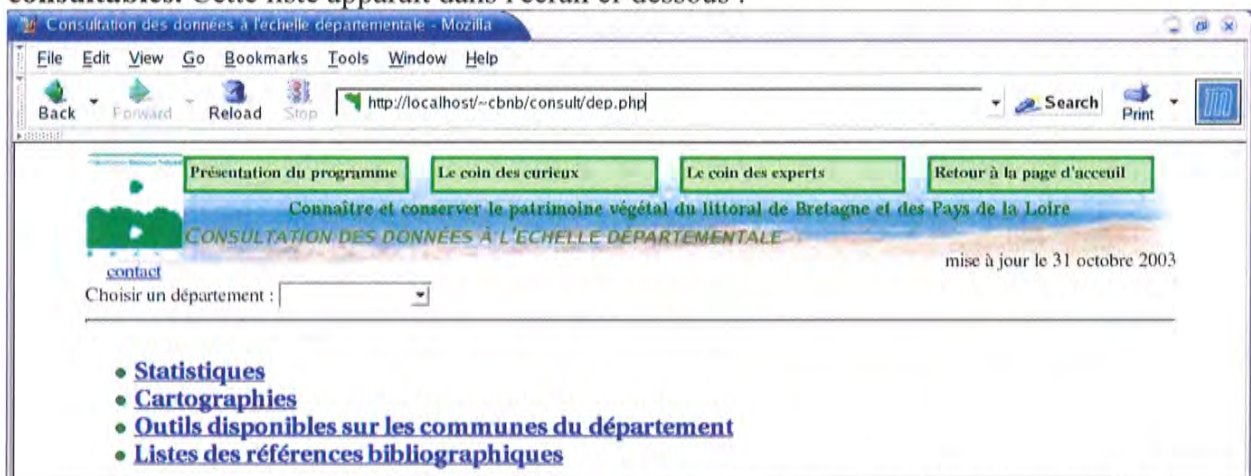 consultables. Cette liste apparaît dans l'écran ci-dessous :
Consultation des données à l'echelle départementale - Mozilla
File Edit View Go Bookmarks Tools Window Help
Back Forward Reload Stop http://localhost/~cbnb/consult/dep.php Search Print
Présentation du programme Le coin des curieux Le coin des experts Retour à la page d'acceuil
Connaître et conserver le patrimoine végétal du littoral de Bretagne et des Pays de la Loire
CONSULTATION DES DONNÉES À L'ECHELLE DÉPARTEMENTALE
mise à jour le 31 octobre 2003
contact
Choisir un département :
Statistiques
Cartographies
Outils disponibles sur les communes du département
Listes des références bibliographiques